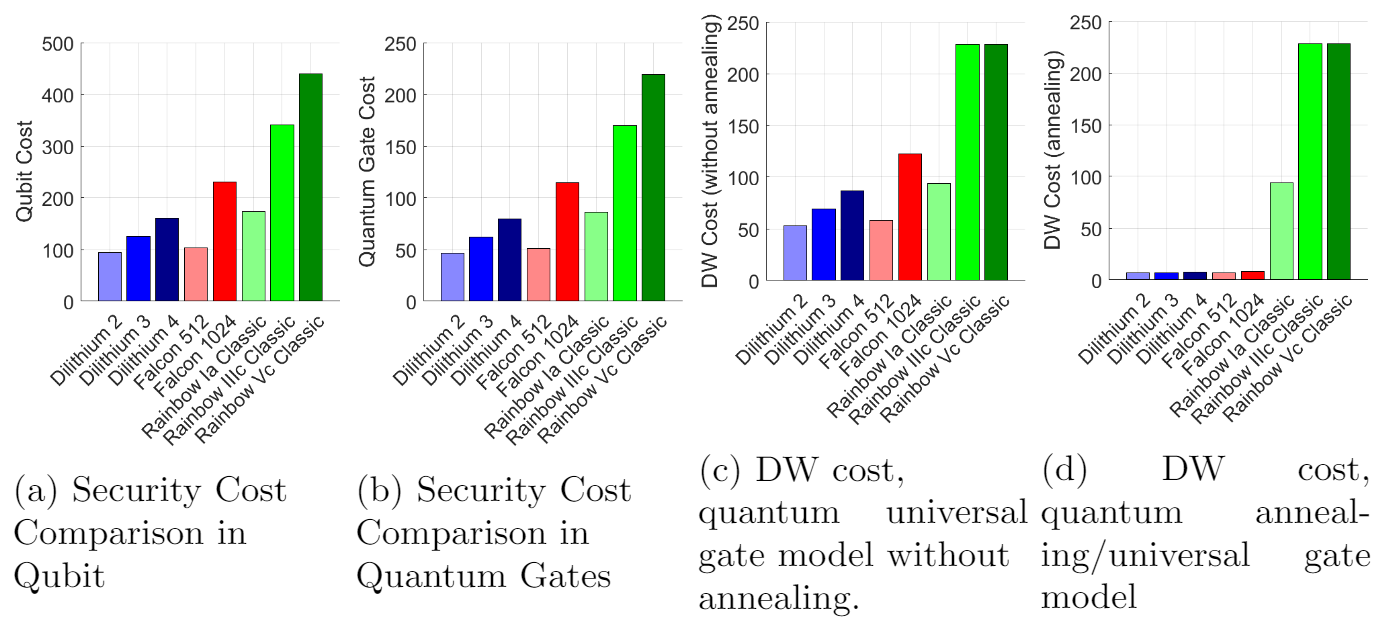 500
400
300
200
100
0
Qubit Cost
Dilithium 2
Dilithium 3
Dilithium 4
Falcon 512
Falcon 1024
Rainbow Ia Classic
Rainbow IIIc Classic
Rainbow Vc Classic
(a) Security Cost
Comparison in
Qubit
250
200
150
100
50
0
Quantum Gate Cost
Dilithium 2
Dilithium 3
Dilithium 4
Falcon 512
Falcon 1024
Rainbow Ia Classic
Rainbow IIIc Classic
Rainbow Vc Classic
(b) Security Cost
Comparison in
Quantum Gates
250
200
150
100
50
0
DW Cost (without annealing)
Dilithium 2
Dilithium 3
Dilithium 4
Falcon 512
Falcon 1024
Rainbow Ia Classic
Rainbow IIIc Classic
Rainbow Vc Classic
(c) DW cost,
quantum universal
gate model without
annealing.
250
200
150
100
50
0
DW Cost (annealing)
Dilithium 2
Dilithium 3
Dilithium 4
Falcon 512
Falcon 1024
Rainbow Ia Classic
Rainbow IIIc Classic
Rainbow Vc Classic
(d) DW cost,
quantum anneal-
ing/universal gate
model